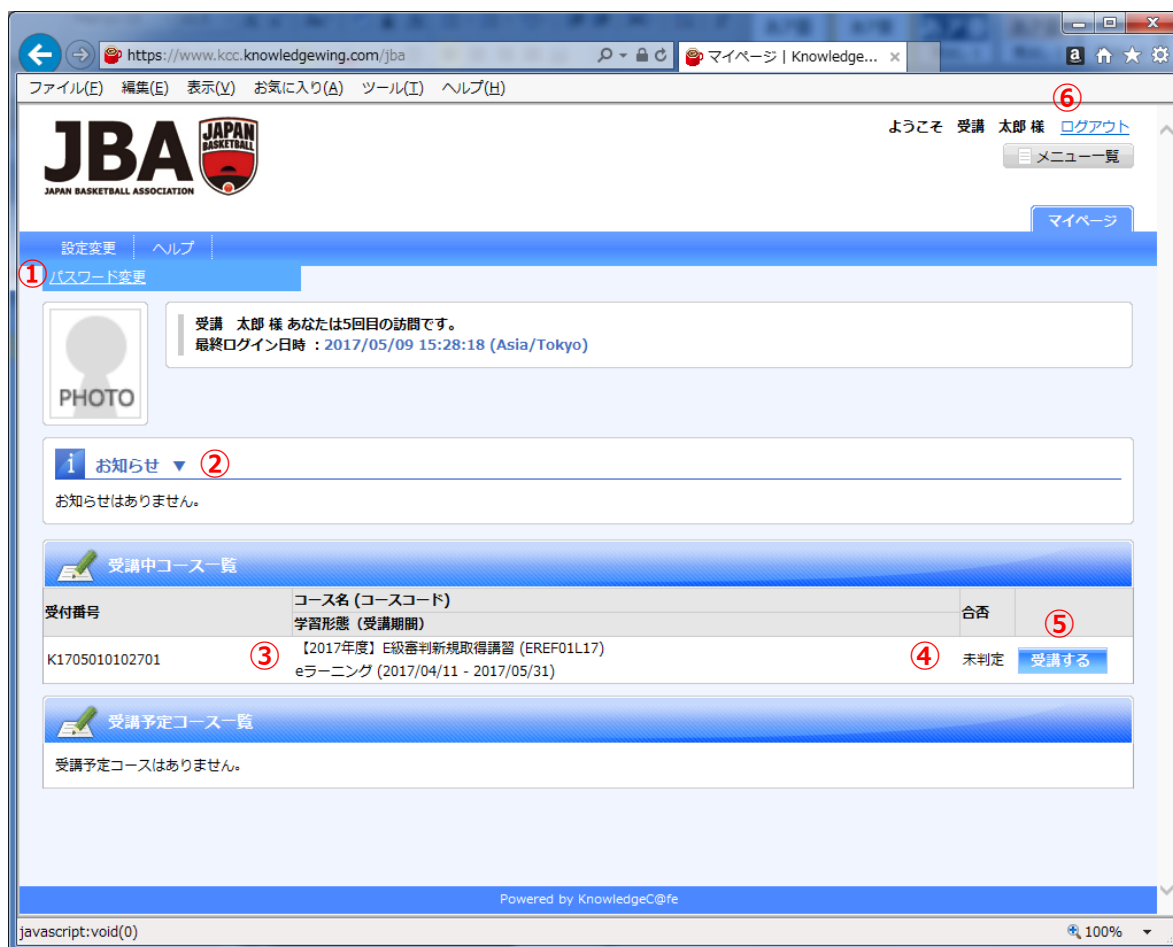 https://www.kcc.knowledgewing.com/jba
マイページ | Knowledge...
ファイル(F) 編集(E) 表示(V) お気に入り(A) ツール(T) ヘルプ(H)
⑥
JBA
JAPAN BASKETBALL ASSOCIATION
JAPAN
BASKETBALL
ようこそ 受講 太郎 様 ログアウト
メニュー一覧
マイページ
設定変更 ヘルプ
① パスワード変更
PHOTO
受講 太郎 様 あなたは5回目の訪問です。
最終ログイン日時 : 2017/05/09 15:28:18 (Asia/Tokyo)
i お知らせ ▼ ②
お知らせはありません。
受講中コース一覧
受付番号
コース名 (コースコード)
学習形態（受講期間）
合否
⑤
K1705010102701
③
【2017年度】E級審判新規取得講習 (EREF01L17)
eラーニング (2017/04/11 - 2017/05/31)
④
未判定
受講する
受講予定コース一覧
受講予定コースはありません。
Powered by KnowledgeC@fe
javascript:void(0)
100%